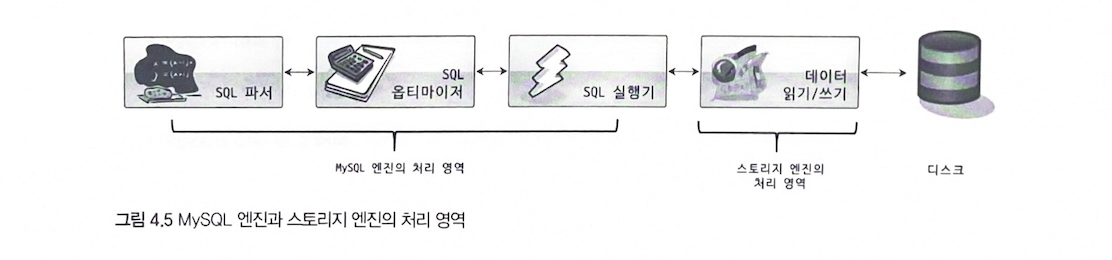 SQL 파서
SQL
옵티마이저
SQL 실행기
데이터
읽기/쓰기
MySQL 엔진의 처리 영역
스토리지 엔진의
처리 영역
디스크
그림 4.5 MySQL 엔진과 스토리지 엔진의 처리 영역